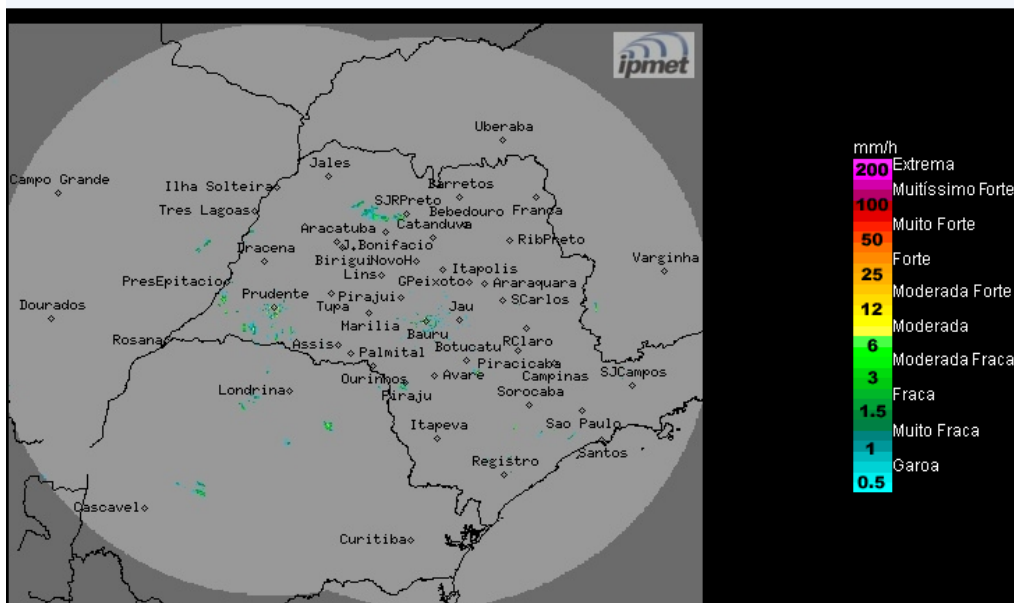 ipmet
Uberaba
Jales
Campo Grande
Ilha Solteira
Barretos
SJRPreto
Tres Lagoas
Bebedouro
Franca
Aracatuba
Catanduva
J.Bonifacio
RibPreto
Dracena
Birigui
NovoH
Varginha
Lins
Itapolis
PresEpitacio
GPeixoto
Araraquara
Prudente
Pirajui
SCarlos
Dourados
Tupa
Jau
Marilia
Bauru
Rosana
Assis
Botucatu
RClaro
Palmital
Piracicaba
Ourinhos
Avare
Campinas
SJCampos
Londrina
Piraju
Sorocaba
Itapeva
Sao Paulo
Santos
Registro
Cascavel
Curitiba
mm/h
200 Extrema
Muitíssimo Forte
100
Muito Forte
50
Forte
25
Moderada Forte
12
Moderada
6
Moderada Fraca
3
Fraca
1.5
Muito Fraca
1
Garoa
0.5